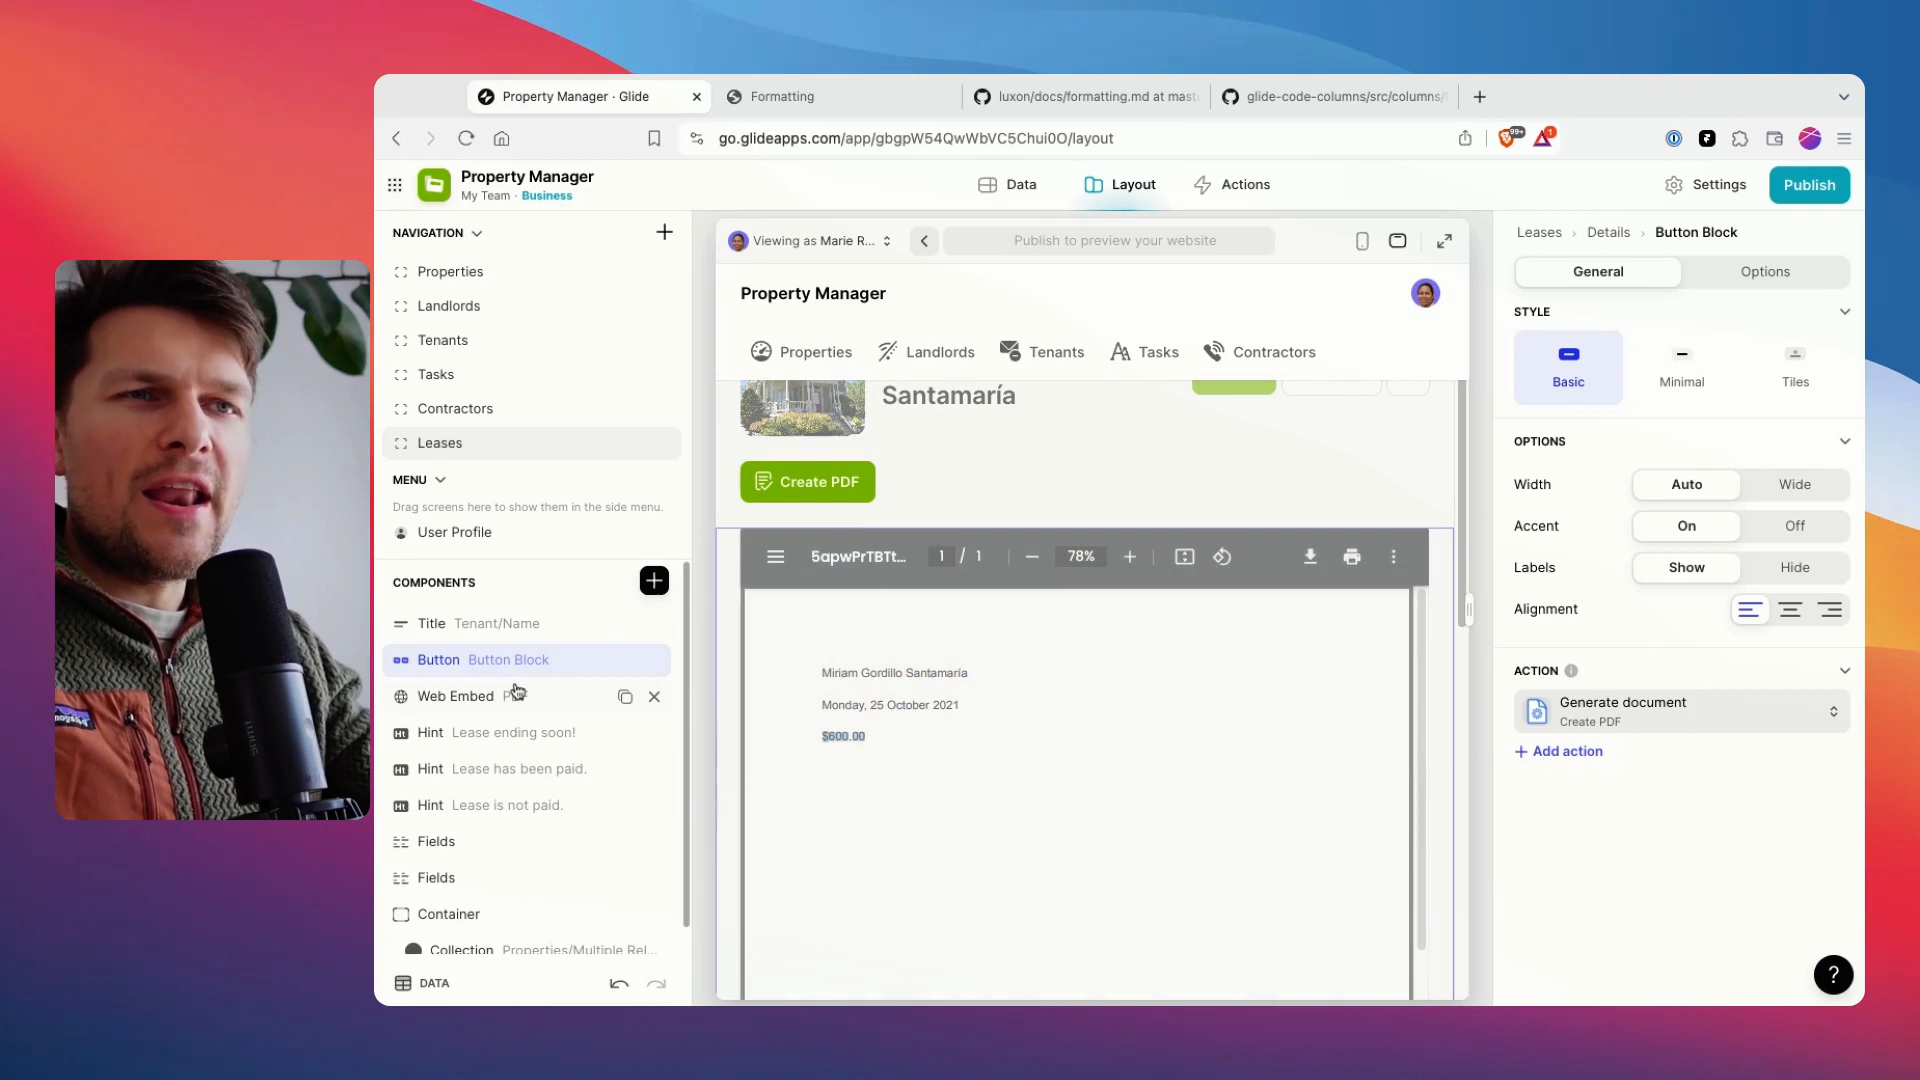 Property Manager · Glide
Formatting
luxon/docs/formatting.md at mast
glide-code-columns/src/columns/
go.glideapps.com/app/gbgpW54QwWbVC5Chui0O/layout
99+
1
Property Manager
My Team · Business
Data
Layout
Actions
Settings
Publish
NAVIGATION
Properties
Landlords
Tenants
Tasks
Contractors
Leases
MENU
Drag screens here to show them in the side menu.
User Profile
COMPONENTS
Title Tenant/Name
Button Button Block
Web Embed
Hint Lease ending soon!
Hint Lease has been paid.
Hint Lease is not paid.
Fields
Fields
Container
Collection Properties/Multiple Rel...
DATA
Viewing as Marie R...
Publish to preview your website
Property Manager
Properties
Landlords
Tenants
Tasks
Contractors
Santamaría
Create PDF
5apwPrTBTt...
1 / 1
78%
Miriam Gordillo Santamaría
Monday, 25 October 2021
$600.00
Leases › Details › Button Block
General
Options
STYLE
Basic
Minimal
Tiles
OPTIONS
Width
Auto
Wide
Accent
On
Off
Labels
Show
Hide
Alignment
ACTION
Generate document
Create PDF
+ Add action
?